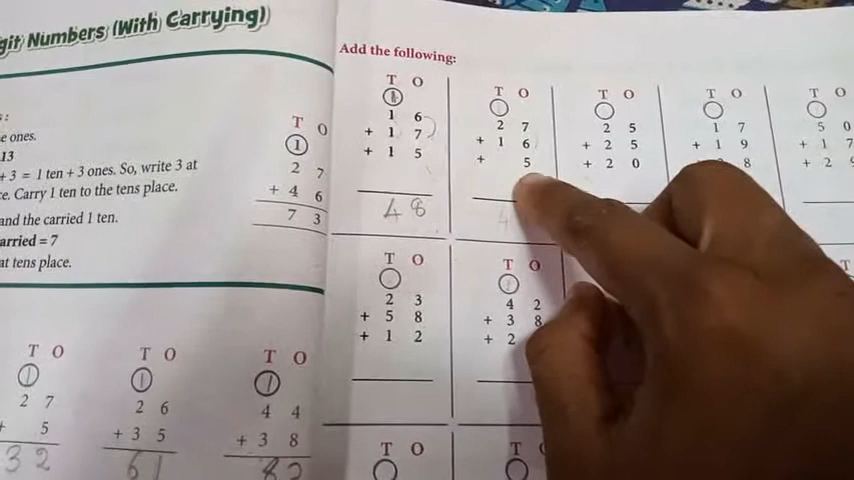 git Numbers (With Carrying)
s :
e ones.
13
+ 3 = 1 ten + 3 ones. So, write 3 at
ce. Carry 1 ten to the tens place.
and the carried 1 ten.
arried = 7
at tens place.
T O
1
2 7
+ 4 6
7 3
T O
1
2 7
+ 5
3 2
T O
1
2 6
+ 3 5
6 1
T O
1
4 4
+ 3 8
8 2
Add the following:
T O
1
1 6
+ 1 7
+ 1 5
4 8
T O
2 7
+ 1 6
+ 5
4
T O
2 5
+ 2 5
+ 2 0
T O
1 7
+ 1 9
8
T O
5 0
+ 1 7
+ 2
T O
2 3
+ 5 8
+ 1 2
T O
4 2
+ 3 8
+ 2
T
T O
T